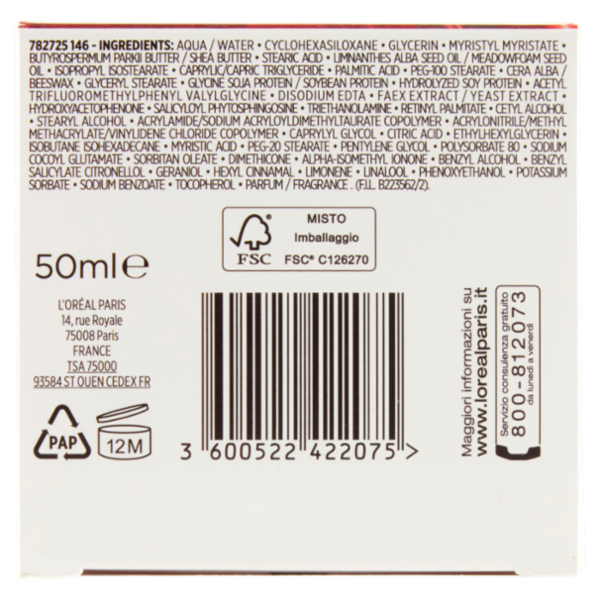 782725 146 - INGREDIENTS: AQUA / WATER • CYCLOHEXASILOXANE • GLYCERIN • MYRISTYL MYRISTATE •
BUTYROSPERMUM PARKII BUTTER / SHEA BUTTER • STEARIC ACID • LIMNANTHES ALBA SEED OIL / MEADOWFOAM SEED
OIL • ISOPROPYL ISOSTEARATE • CAPRYLIC/CAPRIC TRIGLYCERIDE • PALMITIC ACID • PEG-100 STEARATE • CERA ALBA /
BEESWAX • GLYCERYL STEARATE • GLYCINE SOJA PROTEIN / SOYBEAN PROTEIN • HYDROLYZED SOY PROTEIN • ACETYL
TRIFLUOROMETHYLPHENYL VALYLGLYCINE • DISODIUM EDTA • FAEX EXTRACT / YEAST EXTRACT •
HYDROXYACETOPHENONE • SALICYLOYL PHYTOSPHINGOSINE • TRIETHANOLAMINE • RETINYL PALMITATE • CETYL ALCOHOL
• STEARYL ALCOHOL • ACRYLAMIDE/SODIUM ACRYLOYLDIMETHYLTAURATE COPOLYMER • ACRYLONITRILE/METHYL
METHACRYLATE/VINYLIDENE CHLORIDE COPOLYMER • CAPRYLYL GLYCOL • CITRIC ACID • ETHYLHEXYLGLYCERIN •
ISOBUTANE ISOHEXADECANE • MYRISTIC ACID • PEG-20 STEARATE • PENTYLENE GLYCOL • POLYSORBATE 80 • SODIUM
COCOYL GLUTAMATE • SORBITAN OLEATE • DIMETHICONE • ALPHA-ISOMETHYL IONONE • BENZYL ALCOHOL • BENZYL
SALICYLATE CITRONELLOL • GERANIOL • HEXYL CINNAMAL • LIMONENE • LINALOOL • PHENOXYETHANOL • POTASSIUM
SORBATE • SODIUM BENZOATE • TOCOPHEROL • PARFUM / FRAGRANCE . (F.I.L. B223562/2).
MISTO
Imballaggio
FSC
FSC® C126270
50ml℮
L'ORÉAL PARIS
14, rue Royale
75008 Paris
FRANCE
TSA 75000
93584 ST OUEN CEDEX FR
PAP
12M
3 600522 422075 >
Maggiori informazioni su
www.lorealparis.it
Servizio consulenza gratuito
800-812073
da lunedì a venerdì